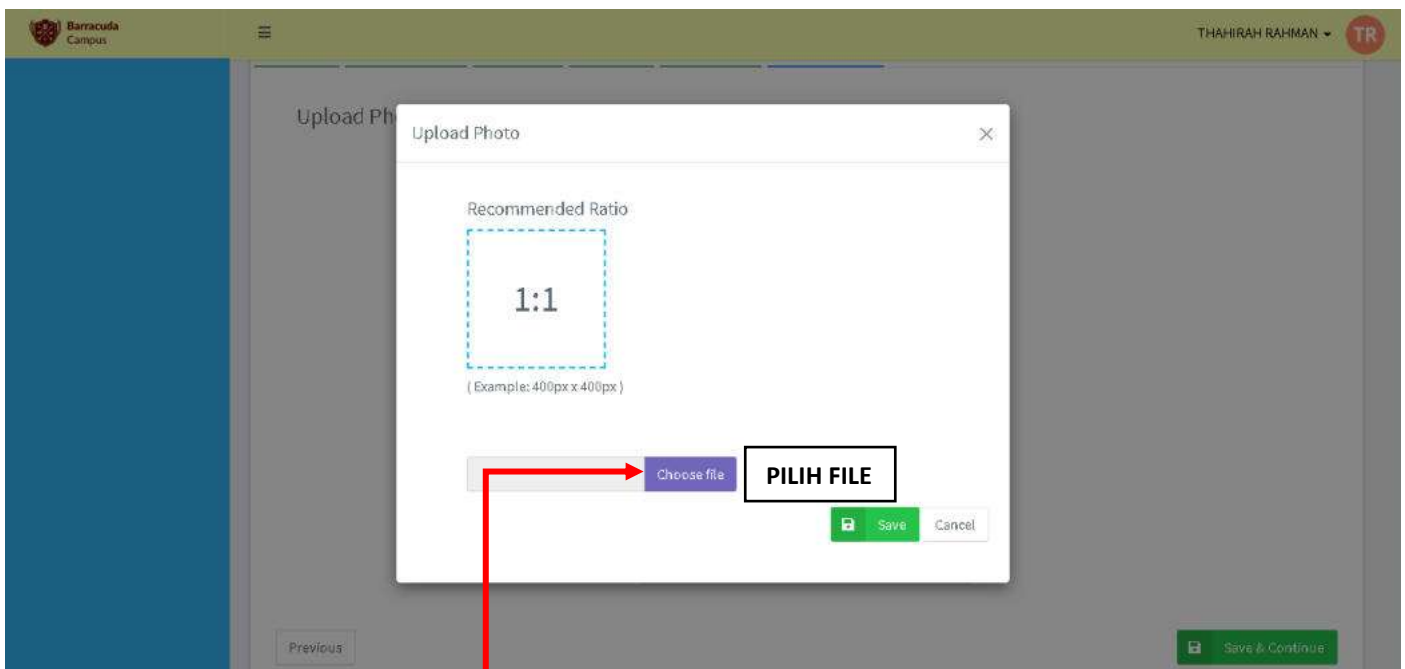 Barracuda
Campus
THAHIRAH RAHMAN
TR
Upload Ph
Upload Photo
Recommended Ratio
1:1
( Example: 400px x 400px )
Choose file
PILIH FILE
Save
Cancel
Previous
Save & Continue